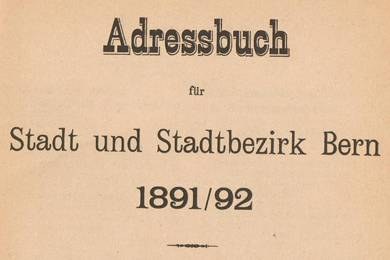 Adressbuch
für
Stadt und Stadtbezirk Bern
1891/92